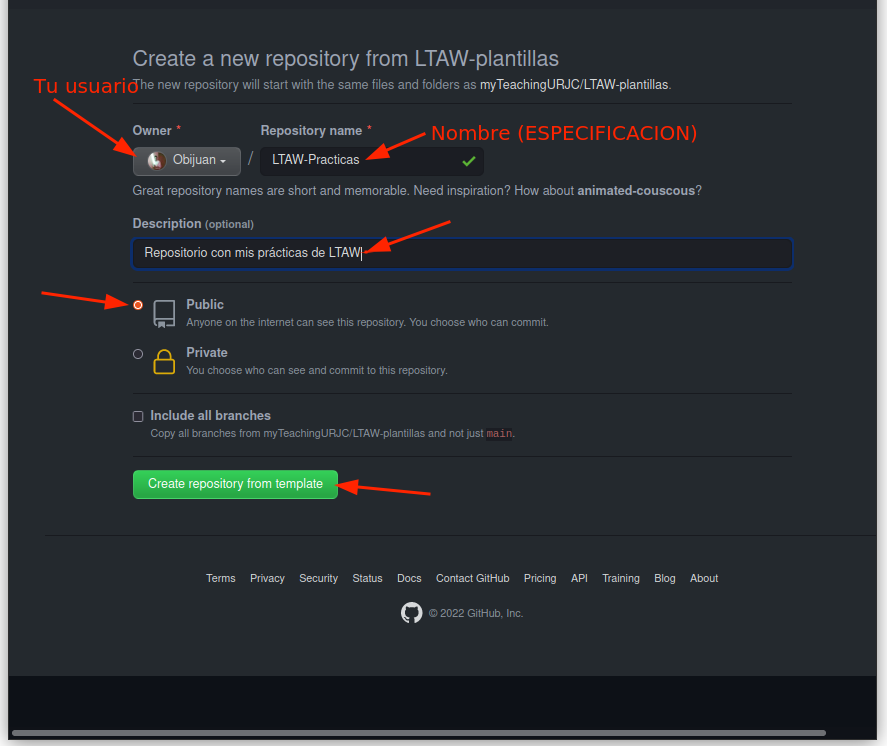 Create a new repository from LTAW-plantillas
Tu usuario
The new repository will start with the same files and folders as myTeachingURJC/LTAW-plantillas.
Owner * Repository name *
Nombre (ESPECIFICACION)
Obijuan / LTAW-Practicas
Great repository names are short and memorable. Need inspiration? How about animated-couscous?
Description (optional)
Repositorio con mis prácticas de LTAW
Public
Anyone on the internet can see this repository. You choose who can commit.
Private
You choose who can see and commit to this repository.
Include all branches
Copy all branches from myTeachingURJC/LTAW-plantillas and not just main.
Create repository from template
Terms Privacy Security Status Docs Contact GitHub Pricing API Training Blog About
© 2022 GitHub, Inc.